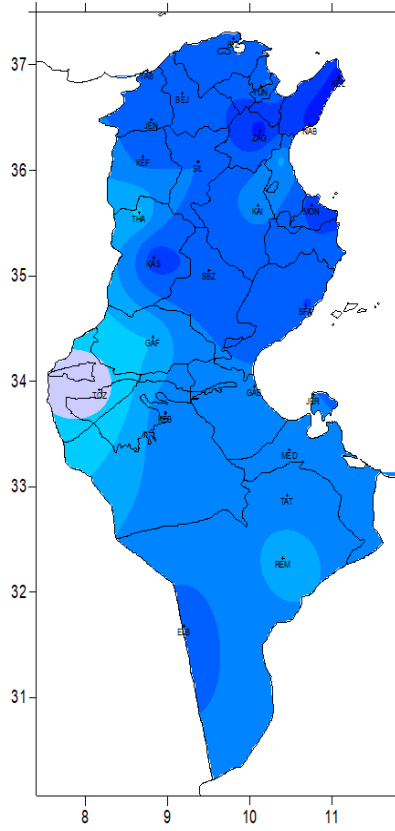 37
TAB
BEJ
TUN
JEN
ZAG
NAB
36
KEF
SIL
THA
KAI
MON
KAS
SBZ
35
SFA
GAF
34
TOZ
GAB
JER
KEB
MED
33
TAT
REM
32
ELB
31
8
9
10
11